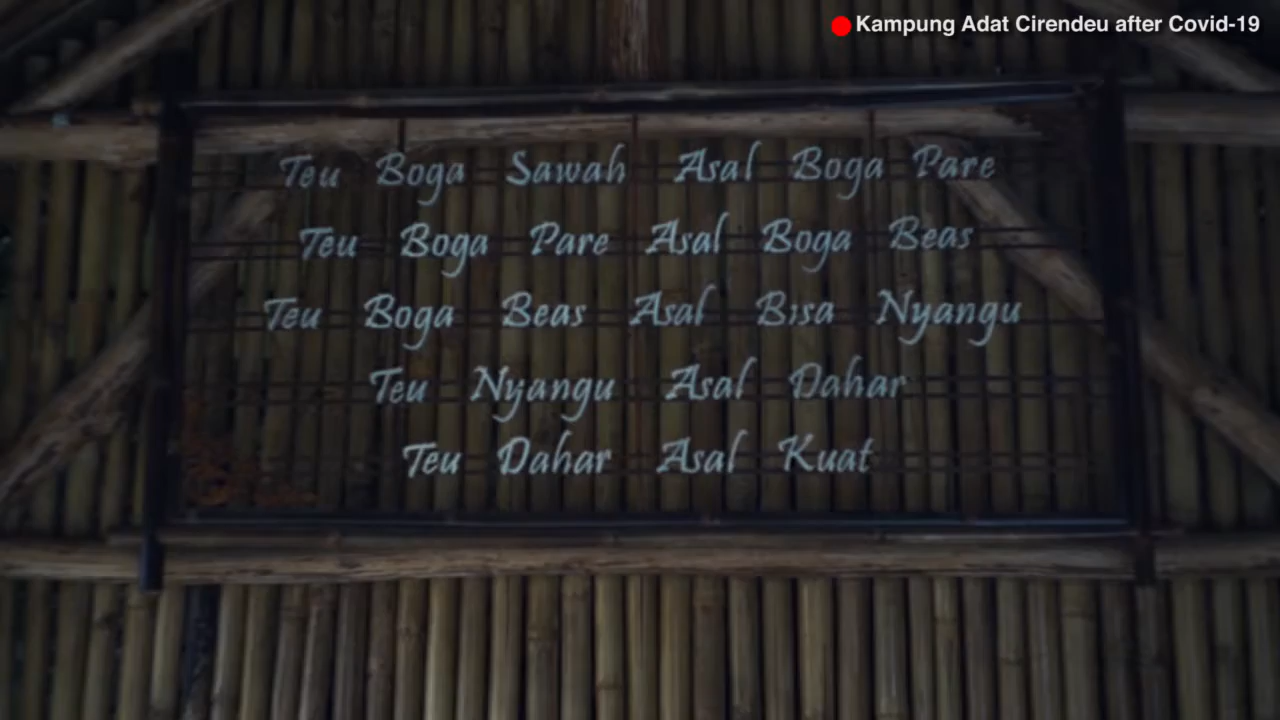 Kampung Adat Cirendeu after Covid-19
Teu Boga Sawah Asal Boga Pare
Teu Boga Pare Asal Boga Beas
Teu Boga Beas Asal Bisa Nyangu
Teu Nyangu Asal Dahar
Teu Dahar Asal Kuat